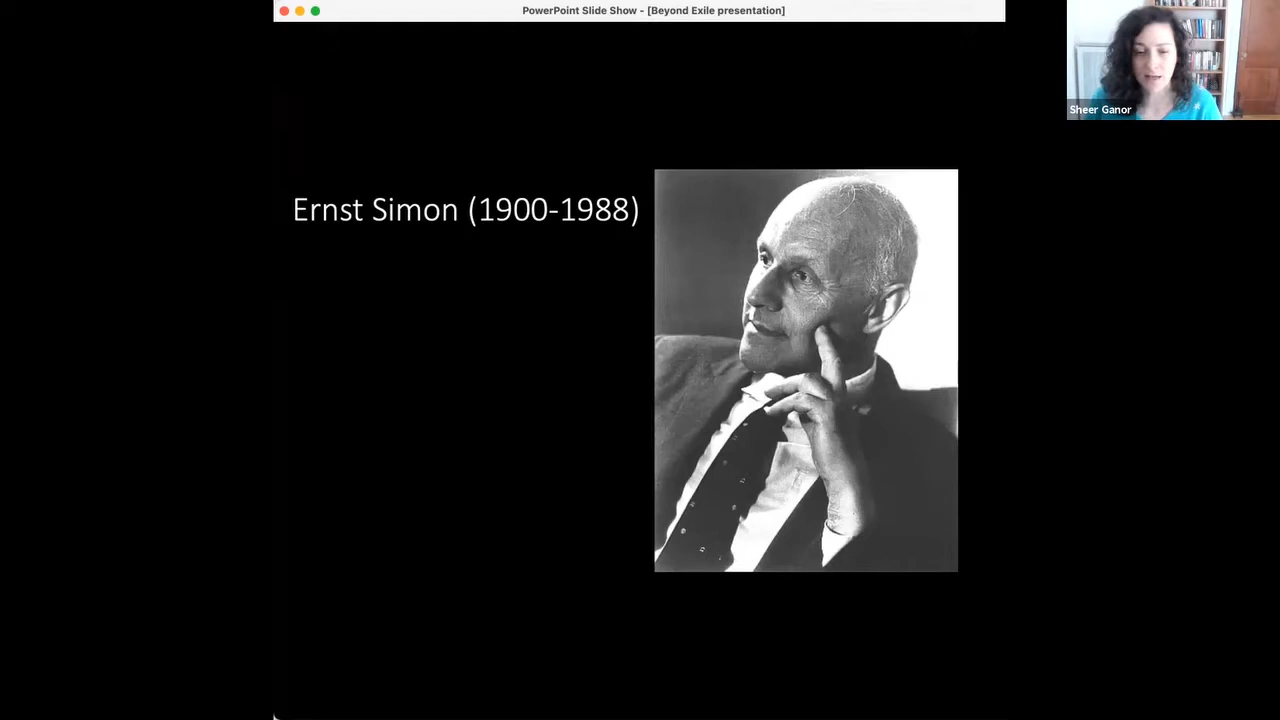 PowerPoint Slide Show - [Beyond Exile presentation]
Sheer Ganor
Ernst Simon (1900-1988)